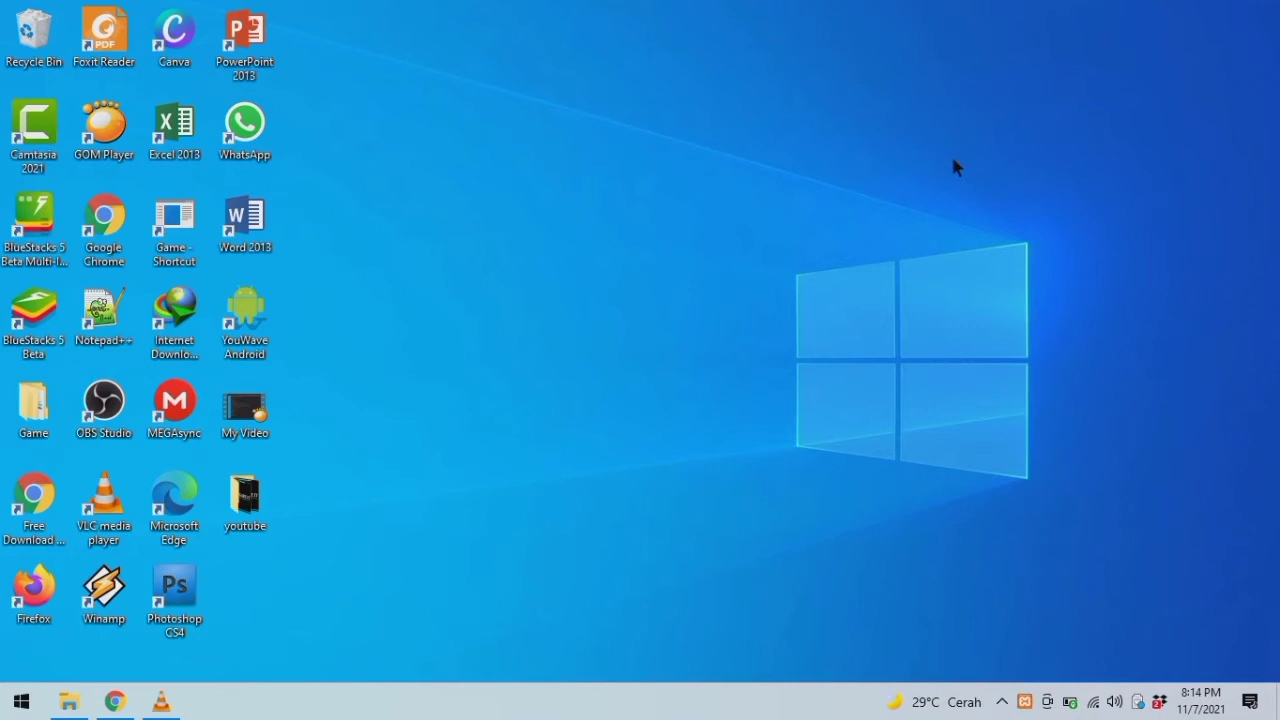 Recycle Bin
Foxit Reader
Canva
PowerPoint
2013
Camtasia
2021
GOM Player
Excel 2013
WhatsApp
BlueStacks 5
Beta Multi-I...
Google
Chrome
Game -
Shortcut
Word 2013
BlueStacks 5
Beta
Notepad++
Internet
Downlo...
YouWave
Android
Game
OBS Studio
MEGAsync
My Video
Free
Download ...
VLC media
player
Microsoft
Edge
youtube
Firefox
Winamp
Photoshop
CS4
PDF
Ps
29°C Cerah
8:14 PM
11/7/2021